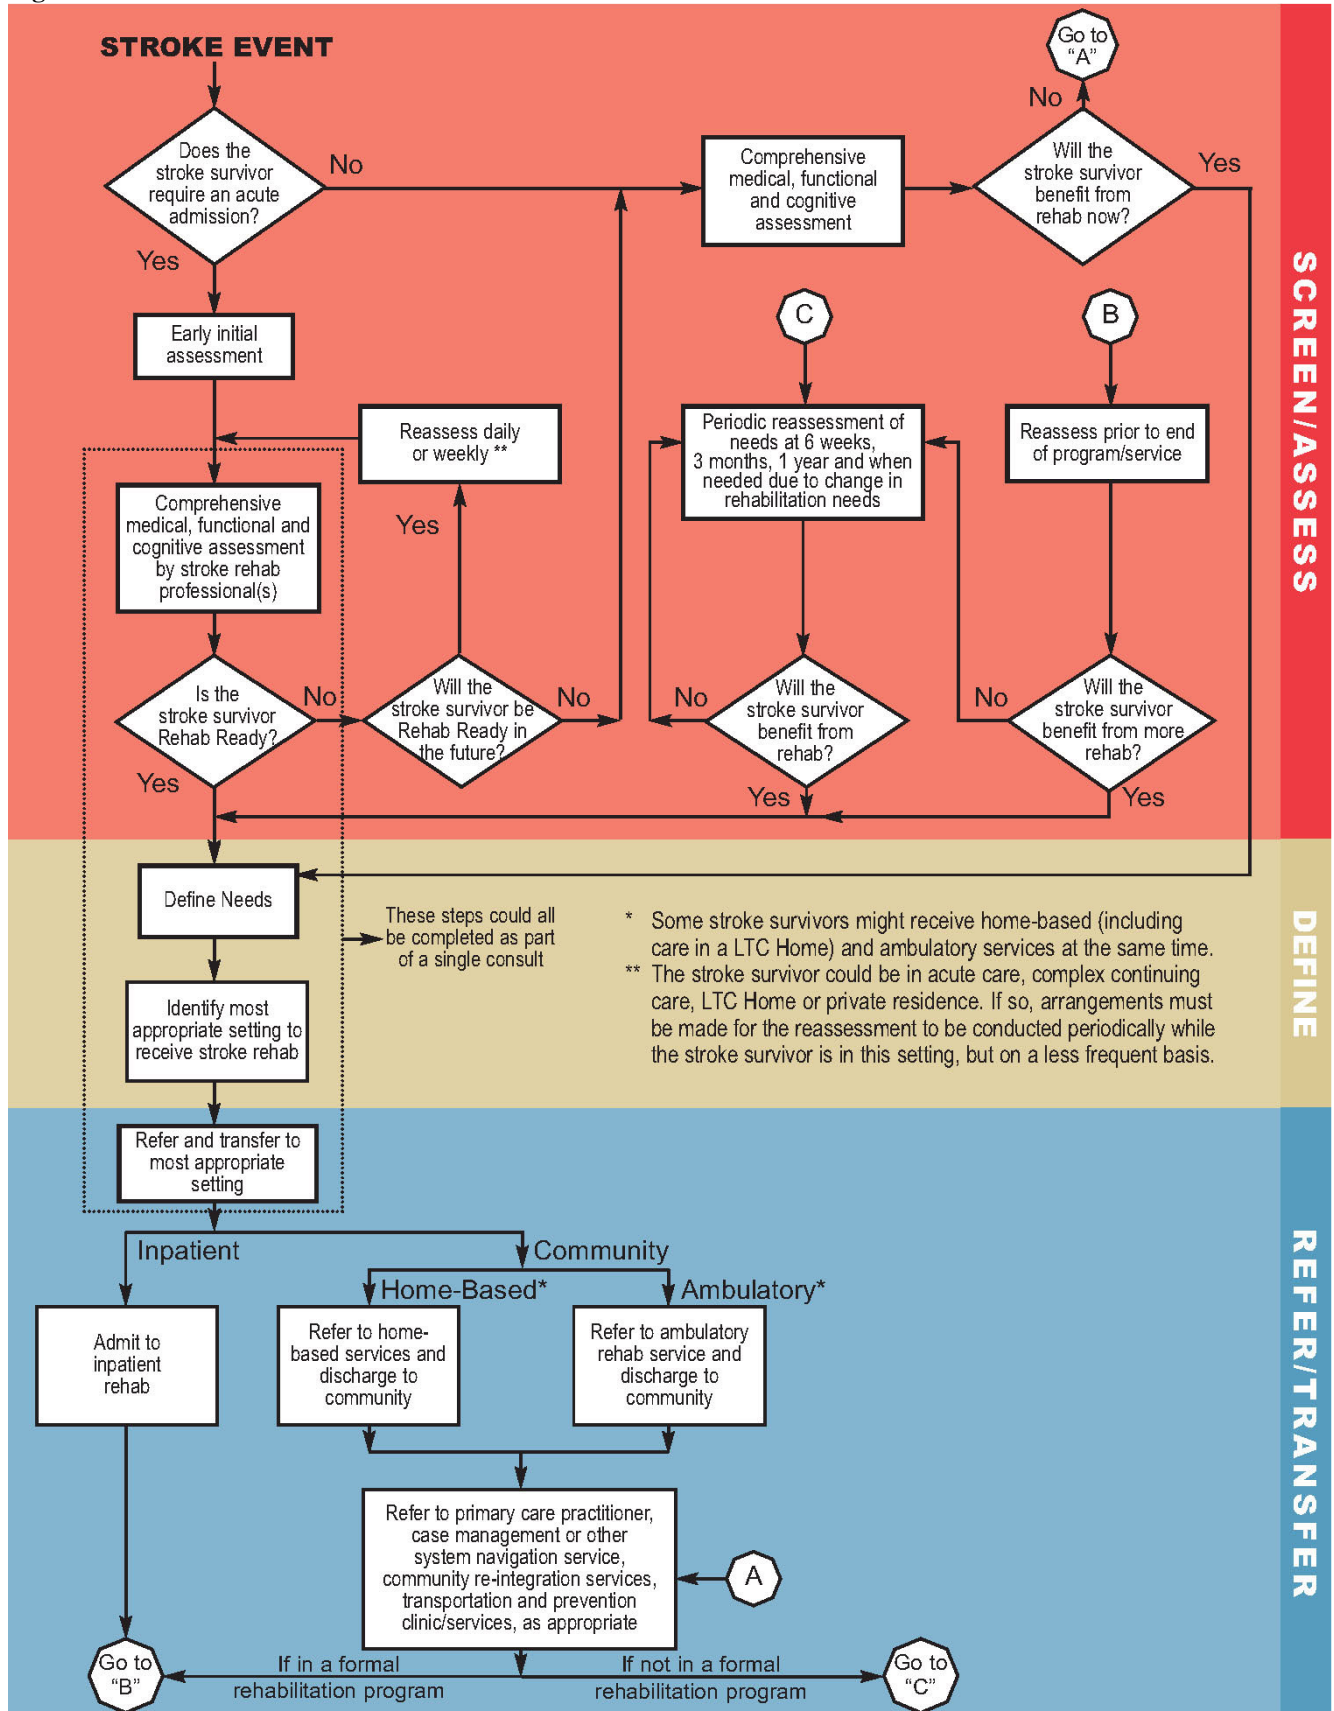 STROKE EVENT
Go to
“A”
No
Does the
stroke survivor
require an acute
admission?
No
Comprehensive
medical, functional
and cognitive
assessment
Will the
stroke survivor
benefit from
rehab now?
Yes
Yes
Early initial
assessment
C
B
Reassess daily
or weekly **
Periodic reassessment of
needs at 6 weeks,
3 months, 1 year and when
needed due to change in
rehabilitation needs
Reassess prior to end
of program/service
Comprehensive
medical, functional and
cognitive assessment
by stroke rehab
professional(s)
Yes
Is the
stroke survivor
Rehab Ready?
No
Will the
stroke survivor be
Rehab Ready in
the future?
No
No
Will the
stroke survivor
benefit from
rehab?
No
Will the
stroke survivor
benefit from more
rehab?
Yes
Yes
Yes
SCREEN/ASSESS
Define Needs
These steps could all
be completed as part
of a single consult
* Some stroke survivors might receive home-based (including
care in a LTC Home) and ambulatory services at the same time.
** The stroke survivor could be in acute care, complex continuing
care, LTC Home or private residence. If so, arrangements must
be made for the reassessment to be conducted periodically while
the stroke survivor is in this setting, but on a less frequent basis.
Identify most
appropriate setting to
receive stroke rehab
DEFINE
Refer and transfer to
most appropriate
setting
Inpatient
Community
Home-Based*
Ambulatory*
Admit to
inpatient
rehab
Refer to home-
based services and
discharge to
community
Refer to ambulatory
rehab service and
discharge to
community
Refer to primary care practitioner,
case management or other
system navigation service,
community re-integration services,
transportation and prevention
clinic/services, as appropriate
A
Go to
“B”
If in a formal
rehabilitation program
If not in a formal
rehabilitation program
Go to
“C”
REFER/TRANSFER